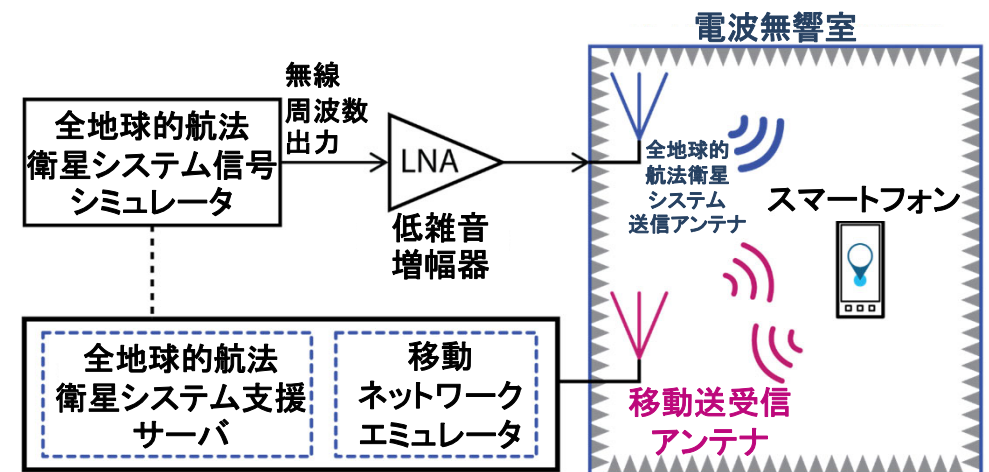 電波無響室
無線
周波数
出力
全地球的航法
衛星システム信号
シミュレータ
LNA
低雑音
増幅器
全地球的
航法衛星
システム
送信アンテナ
スマートフォン
全地球的航法
衛星システム支援
サーバ
移動
ネットワーク
エミュレータ
移動送受信
アンテナ